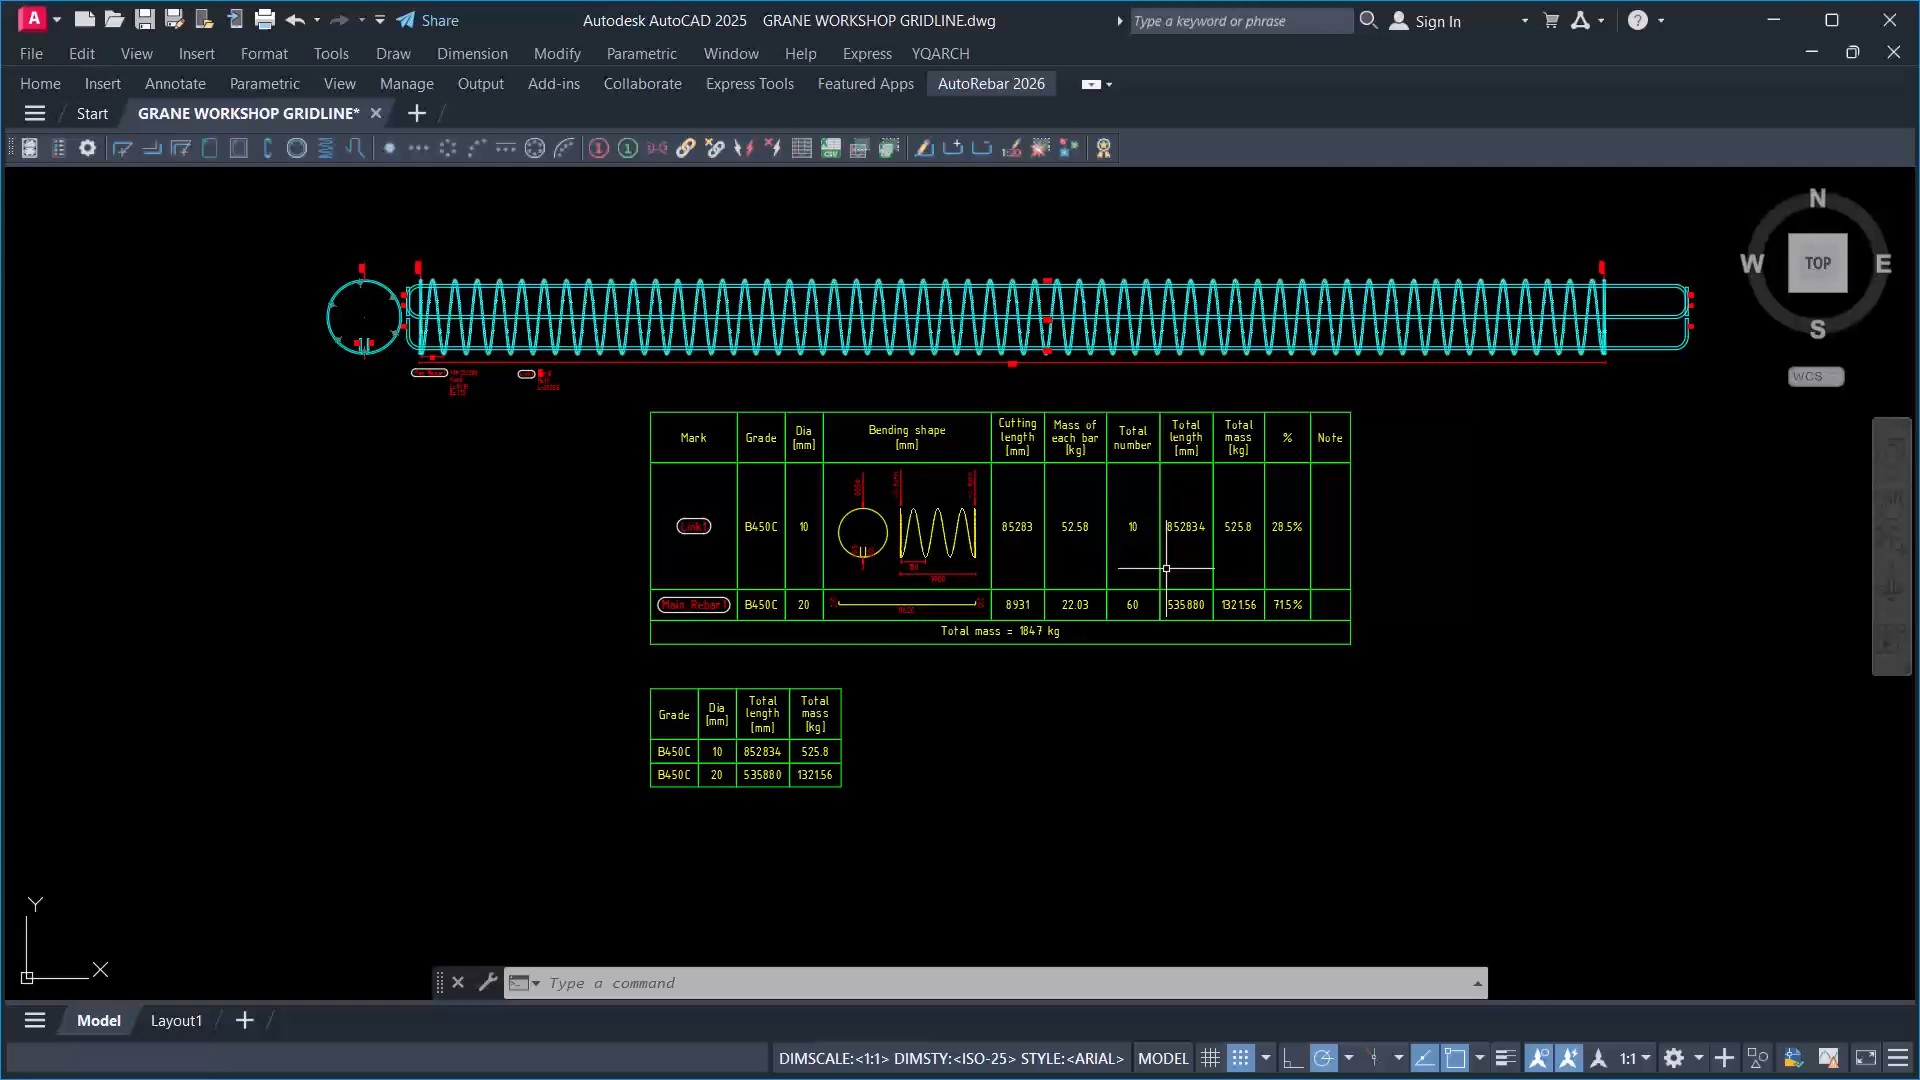 Share
Autodesk AutoCAD 2025 GRANE WORKSHOP GRIDLINE.dwg
Type a keyword or phrase
Sign In
File Edit View Insert Format Tools Draw Dimension Modify Parametric Window Help Express YQARCH
Home Insert Annotate Parametric View Manage Output Add-ins Collaborate Express Tools Featured Apps AutoRebar 2026
Start GRANE WORKSHOP GRIDLINE*
N
W TOP E
S
WCS
Mark Grade Dia [mm] Bending shape [mm] Cutting length [mm] Mass of each bar [kg] Total number Total length [mm] Total mass [kg] % Note
Link1 B450C 10 85283 52.58 10 852834 525.8 28.5%
Main Rebar1 B450C 20 8931 22.03 60 535880 1321.56 71.5%
Total mass = 1847 kg
Grade Dia [mm] Total length [mm] Total mass [kg]
B450C 10 852834 525.8
B450C 20 535880 1321.56
Y
X
Type a command
Model Layout1
DIMSCALE:<1:1> DIMSTY:<ISO-25> STYLE:<ARIAL> MODEL 1:1